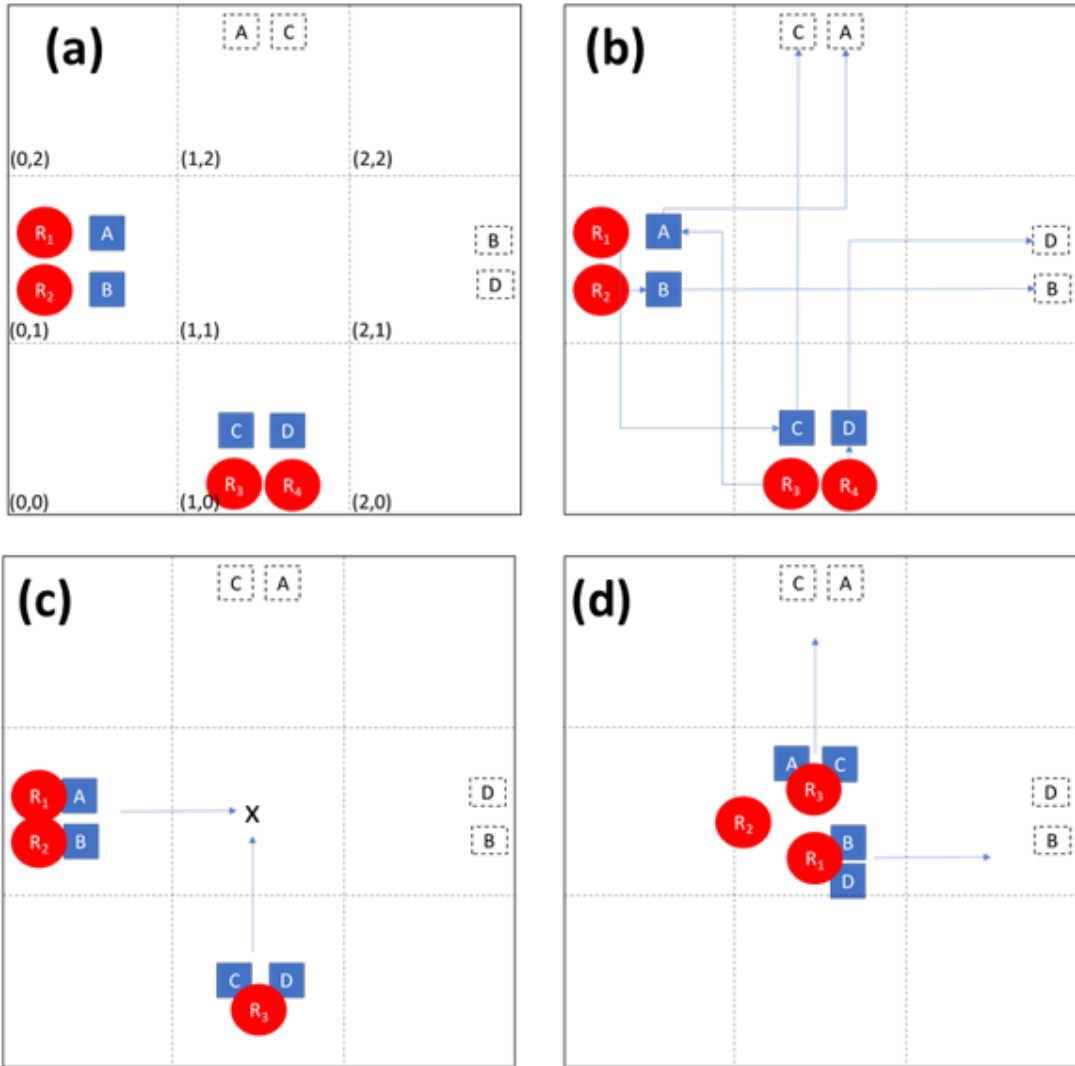 (a)
A C
(0,2) (1,2) (2,2)
R₁ A
B
R₂ B
D
(0,1) (1,1) (2,1)
C D
R₃ R₄
(0,0) (1,0) (2,0)
(b)
C A
R₁ A
D
R₂ B
B
C D
R₃ R₄
(c)
C A
R₁ A
D
X
R₂ B
B
C D
R₃
(d)
C A
A C
R₃
D
R₂
B
B
R₁
D